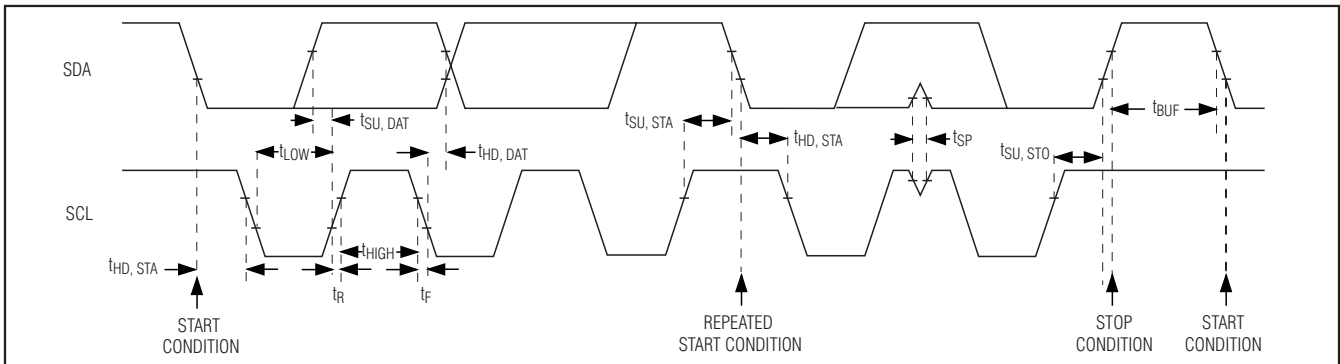 SDA
tSU, DAT
tLOW
tHD, DAT
tSU, STA
tHD, STA
tSP
tSU, STO
tBUF
SCL
tHIGH
tHD, STA
tR
tF
START
CONDITION
REPEATED
START CONDITION
STOP
CONDITION
START
CONDITION